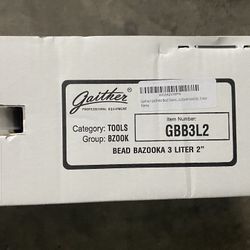 Gaither®
PROFESSIONAL EQUIPMENT
Category: TOOLS
Group: BZOOK
Item Number:
GBB3L2
BEAD BAZOOKA 3 LITER 2"